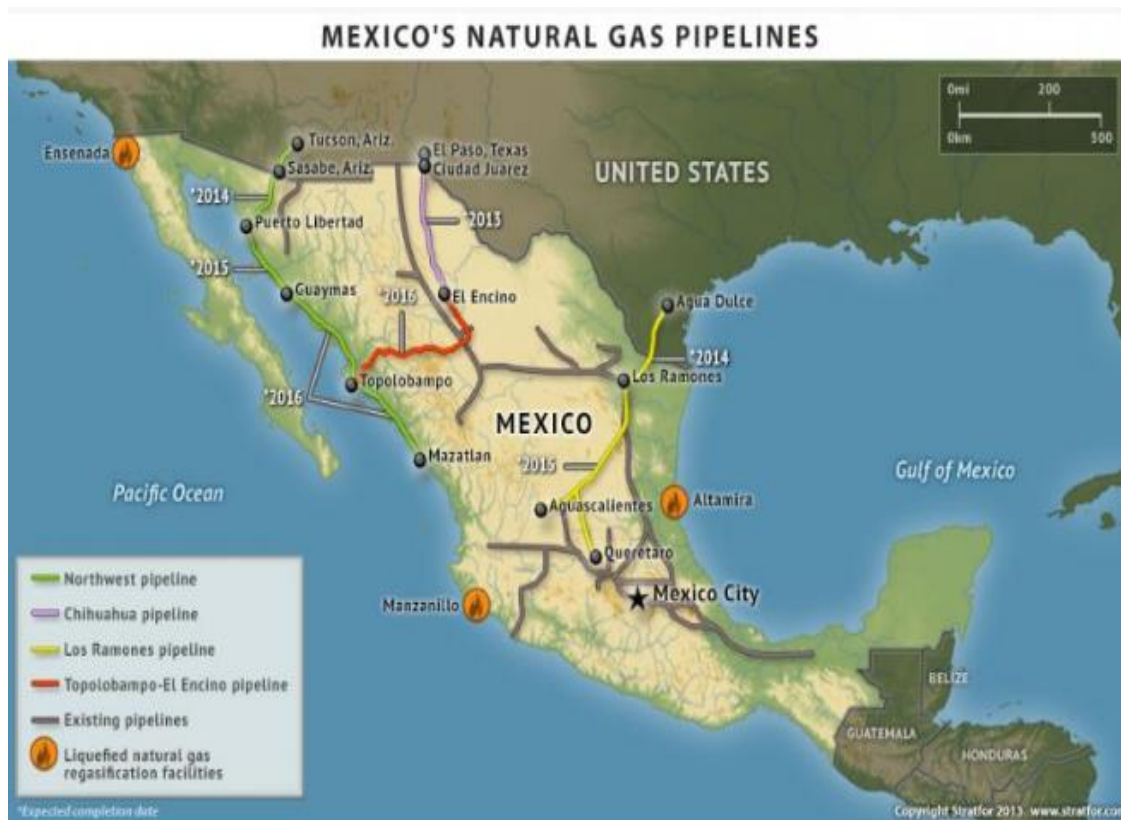 MEXICO'S NATURAL GAS PIPELINES
0mi 200
0km 500
Ensenada
Tucson, Ariz.
Sasabe, Ariz.
El Paso, Texas
Ciudad Juarez
UNITED STATES
*2014
Puerto Libertad
*2013
*2015
Guaymas
*2016
El Encino
Agua Dulce
*2014
Topolobampo
Los Ramones
*2016
MEXICO
Mazatlan
*2015
Pacific Ocean
Gulf of Mexico
Aguascalientes
Altamira
Querétaro
Manzanillo
Mexico City
Northwest pipeline
Chihuahua pipeline
Los Ramones pipeline
Topolobampo-El Encino pipeline
Existing pipelines
Liquefied natural gas
regasification facilities
BELIZE
GUATEMALA
HONDURAS
*Expected completion date
Copyright Stratfor 2013 www.stratfor.com